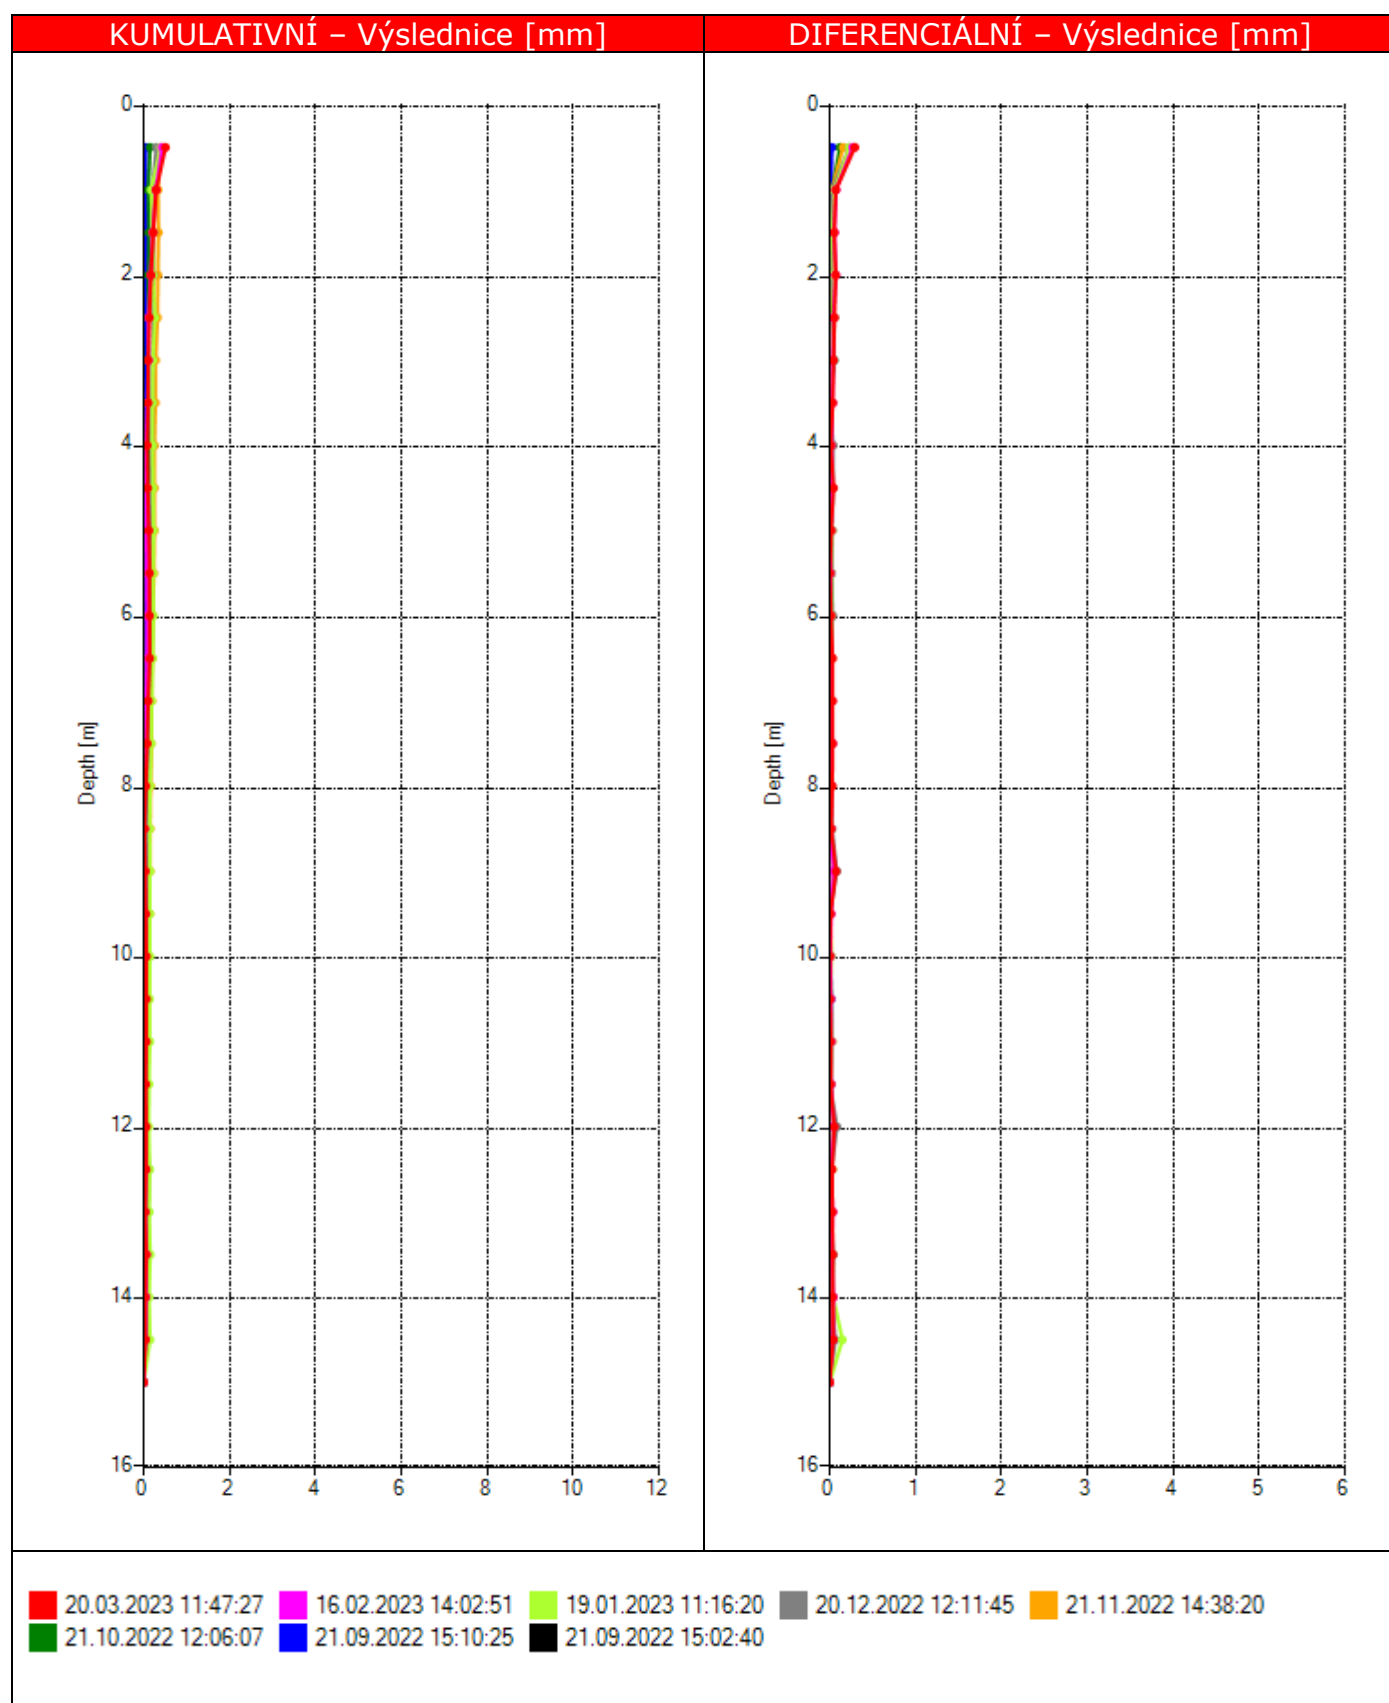 KUMULATIVNÍ – Výslednice [mm]
DIFERENCIÁLNÍ – Výslednice [mm]
0
2
4
6
8
10
12
14
16
Depth [m]
0 2 4 6 8 10 12
0
2
4
6
8
10
12
14
16
Depth [m]
0 1 2 3 4 5 6
20.03.2023 11:47:27 16.02.2023 14:02:51 19.01.2023 11:16:20 20.12.2022 12:11:45 21.11.2022 14:38:20
21.10.2022 12:06:07 21.09.2022 15:10:25 21.09.2022 15:02:40